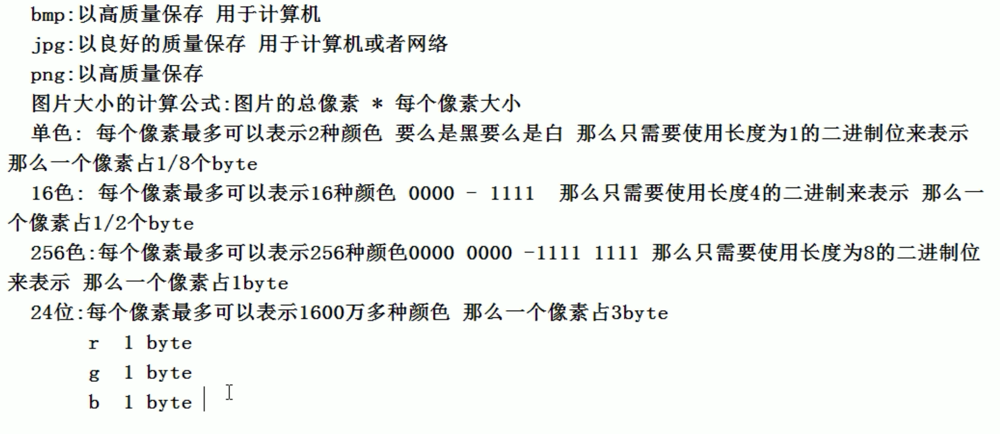 bmp:以高质量保存 用于计算机
jpg:以良好的质量保存 用于计算机或者网络
png:以高质量保存
图片大小的计算公式:图片的总像素 * 每个像素大小
单色: 每个像素最多可以表示2种颜色 要么是黑要么是白 那么只需要使用长度为1的二进制位来表示
那么一个像素占1/8个byte
16色: 每个像素最多可以表示16种颜色 0000 - 1111 那么只需要使用长度4的二进制来表示 那么一
个像素占1/2个byte
256色:每个像素最多可以表示256种颜色0000 0000 -1111 1111 那么只需要使用长度为8的二进制位
来表示 那么一个像素占1byte
24位:每个像素最多可以表示1600万多种颜色 那么一个像素占3byte
r 1 byte
g 1 byte
b 1 byte